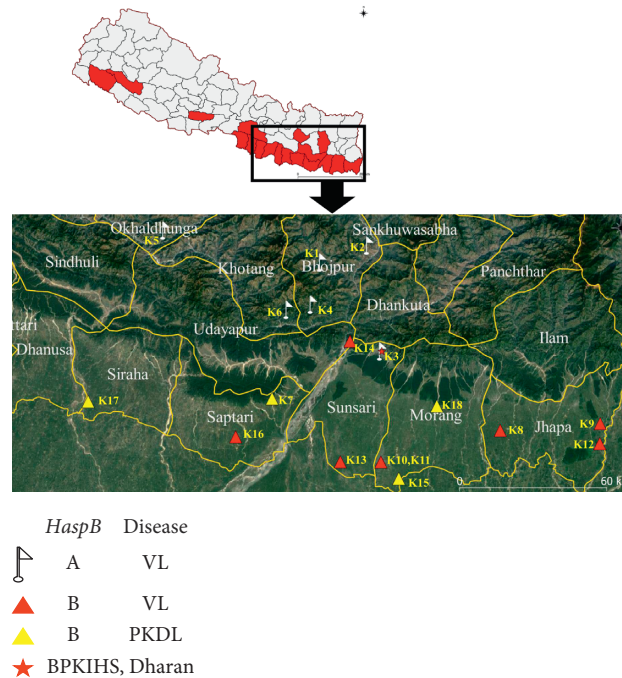 Okhaldhunga
K5
Sankhuwasabha
K2
K1
Bhojpur
Sindhuli
Khotang
Panchthar
K6
K4
Dhankuta
ttari
Udayapur
K14
K3
Ilam
Dhanusa
Siraha
K17
K7
Saptari
Sunsari
K18
Morang
K8
Jhapa
K9
K16
K12
K13
K10,K11
K15
0
60 k
HaspB Disease
A VL
B VL
B PKDL
BPKIHS, Dharan